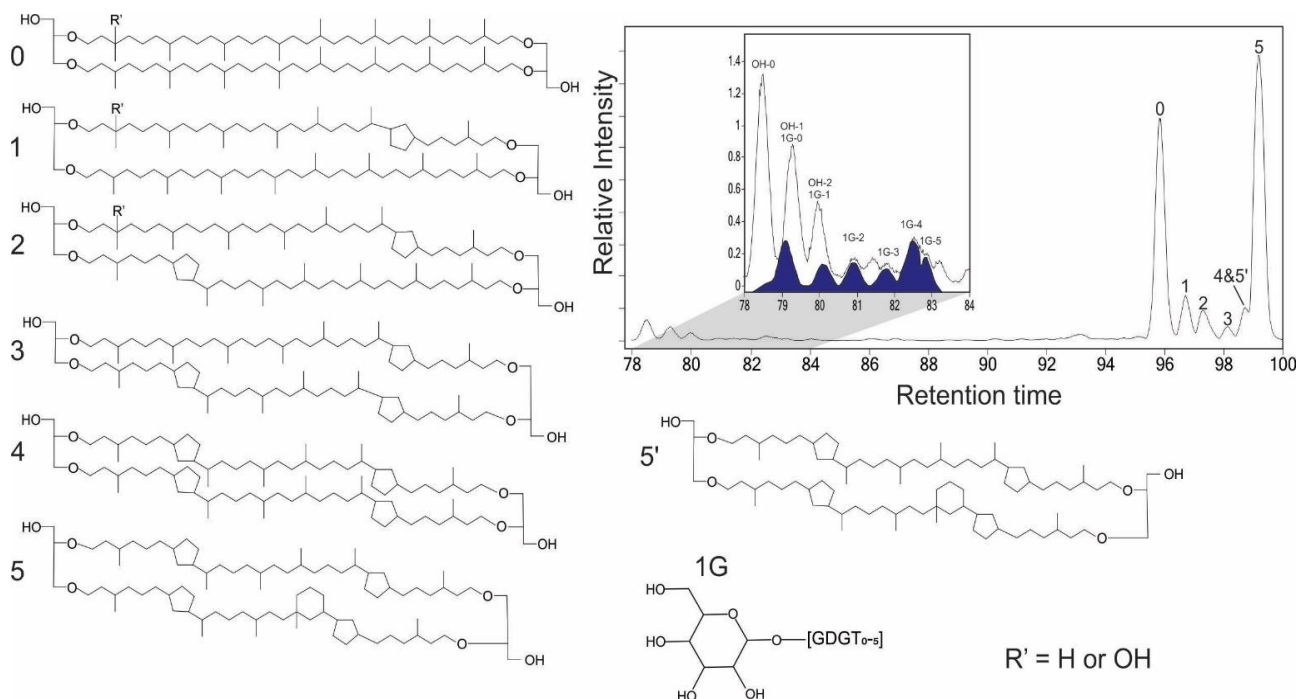 0
HO
R'
O
O
O
O
OH
1
HO
R'
O
O
O
O
OH
2
HO
R'
O
O
O
O
OH
3
HO
O
O
O
O
OH
4
HO
O
O
O
O
OH
5
HO
O
O
O
O
OH
Relative Intensity
1.4
1.2
1.0
0.8
0.6
0.4
0.2
0
OH-0
OH-1
1G-0
OH-2
1G-1
1G-2
1G-3
1G-4
1G-5
78 79 80 81 82 83 84
0
1
2
3
4&5'
5
78 80 82 84 86 88 90 92 94 96 98 100
Retention time
5'
HO
O
O
O
O
OH
1G
HO
O
HO
HO
HO
OH
O
[GDGT₀₋₅]
R' = H or OH